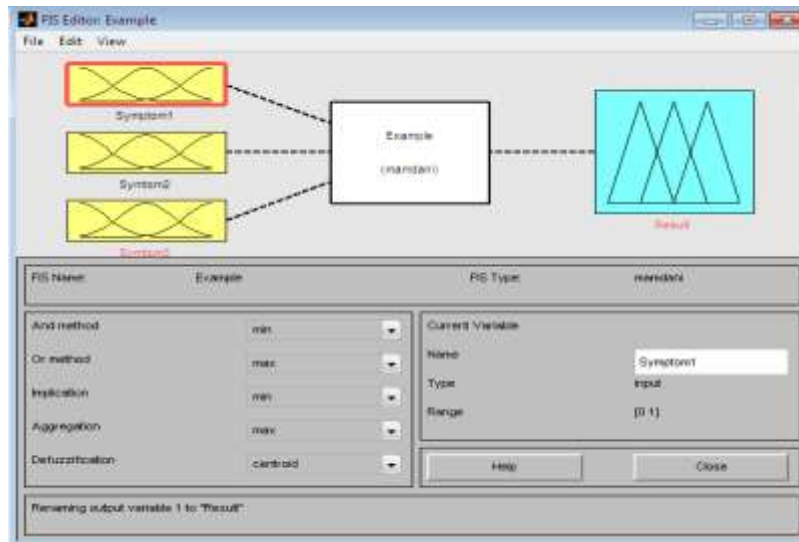 FIS Editor: Example
File Edit View
Symptom1
Symtom2
Symtom3
Example
(mamdani)
Result
FIS Name: Example FIS Type: mamdani
And method min
Or method max
Implication min
Aggregation max
Defuzzification centroid
Current Variable
Name Symptom1
Type input
Range [0 1]
Help Close
Renaming output variable 1 to "Result"